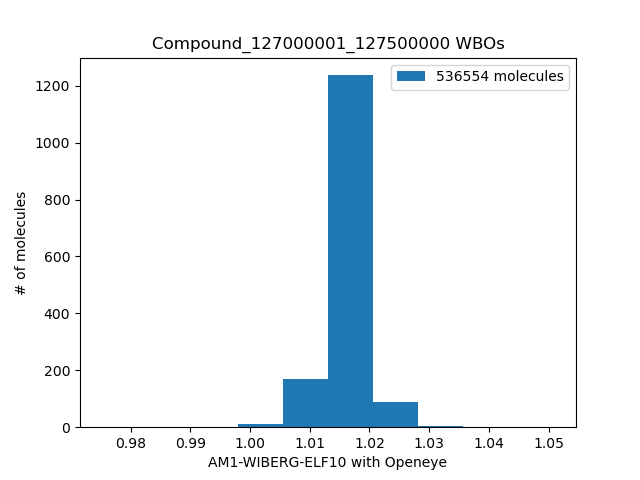 Compound_127000001_127500000 WBOs
536554 molecules
# of molecules
1200
1000
800
600
400
200
0
0.98 0.99 1.00 1.01 1.02 1.03 1.04 1.05
AM1-WIBERG-ELF10 with Openeye